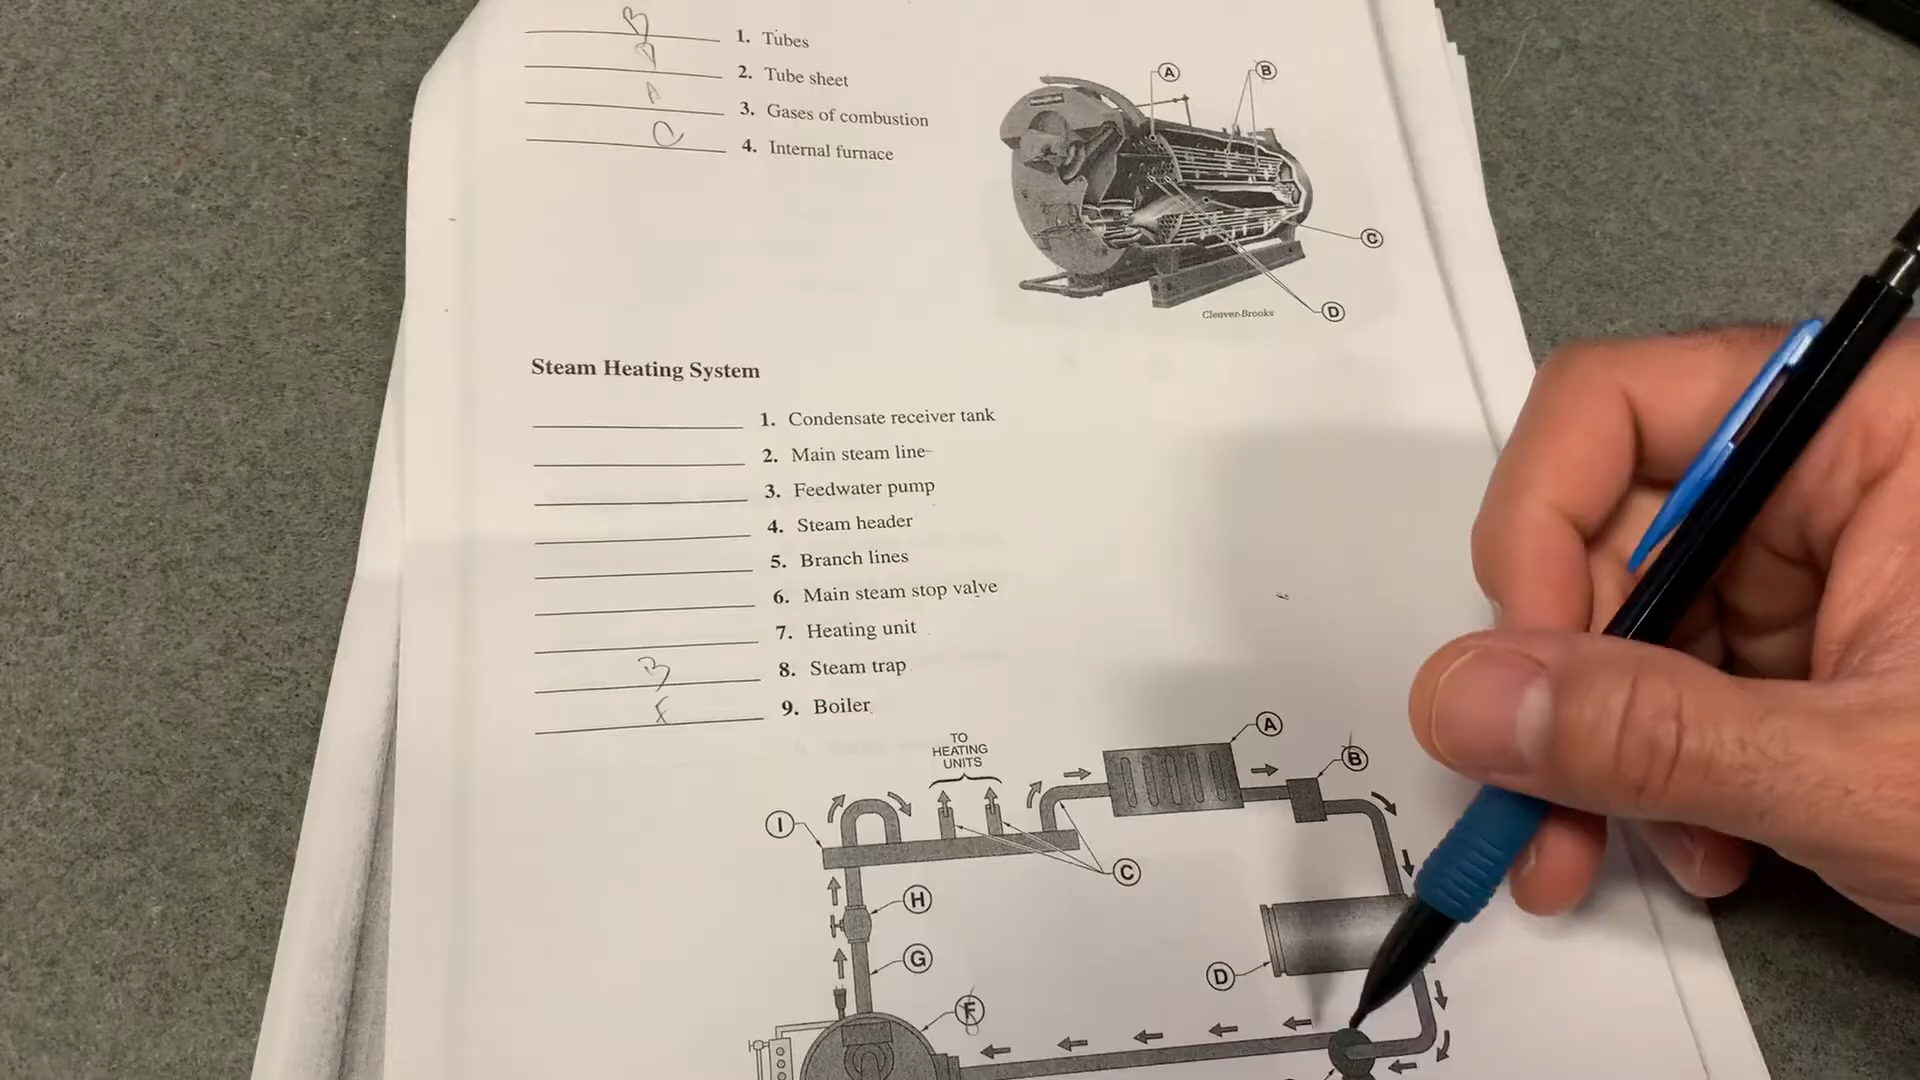 B 1. Tubes
D 2. Tube sheet
A 3. Gases of combustion
C 4. Internal furnace
A
B
C
D
Cleaver-Brooks
Steam Heating System
1. Condensate receiver tank
2. Main steam line
3. Feedwater pump
4. Steam header
5. Branch lines
6. Main steam stop valve
7. Heating unit
B 8. Steam trap
F 9. Boiler
TO
HEATING
UNITS
A
B
I
C
H
G
D
F